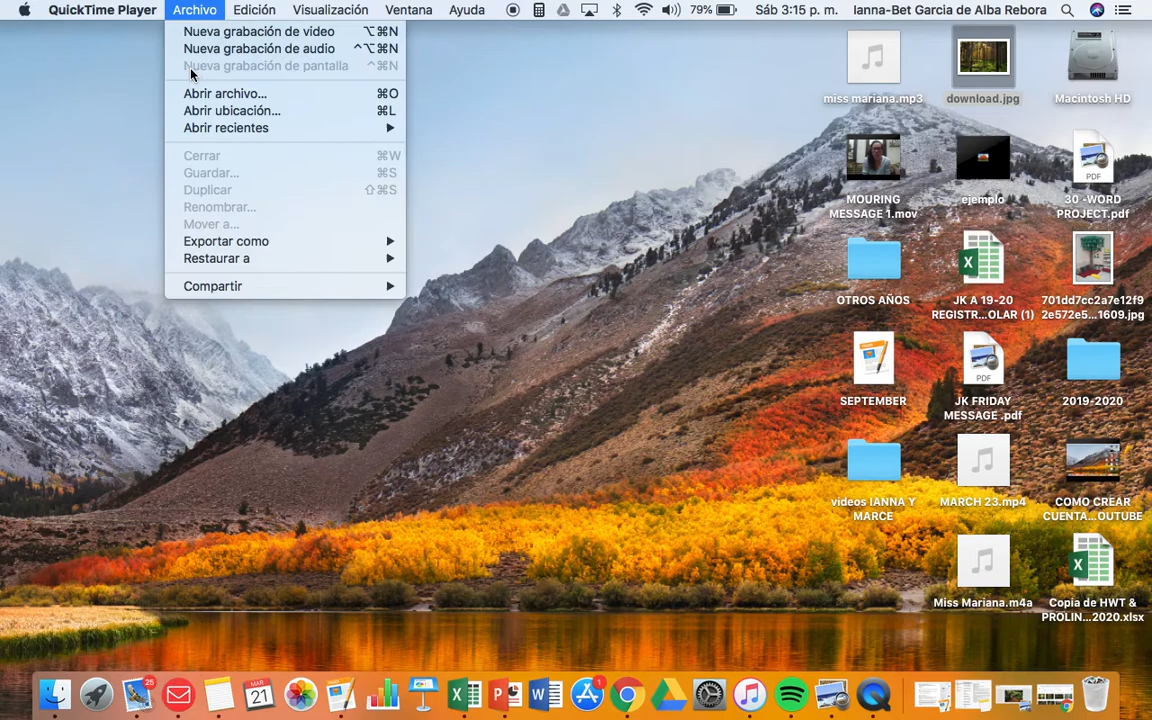 QuickTime Player Archivo Edición Visualización Ventana Ayuda 79% Sáb 3:15 p. m. Ianna-Bet Garcia de Alba Rebora
Nueva grabación de video ⌥⌘N
Nueva grabación de audio ^⌥⌘N
Nueva grabación de pantalla ^⌘N
Abrir archivo... ⌘O
Abrir ubicación... ⌘L
Abrir recientes
Cerrar ⌘W
Guardar... ⌘S
Duplicar ⇧⌘S
Renombrar...
Mover a...
Exportar como
Restaurar a
Compartir
miss mariana.mp3 download.jpg Macintosh HD
MOURING MESSAGE 1.mov
ejemplo
PDF
30 -WORD PROJECT.pdf
OTROS AÑOS
X
JK A 19-20 REGISTR...OLAR (1)
701dd7cc2a7e12f9 2e572e5...1609.jpg
SEPTEMBER
PDF
JK FRIDAY MESSAGE .pdf
2019-2020
videos IANNA Y MARCE
MARCH 23.mp4
COMO CREAR CUENTA...OUTUBE
Miss Mariana.m4a
X
Copia de HWT & PROLIN...2020.xlsx
25 MAR 21 X P W 1